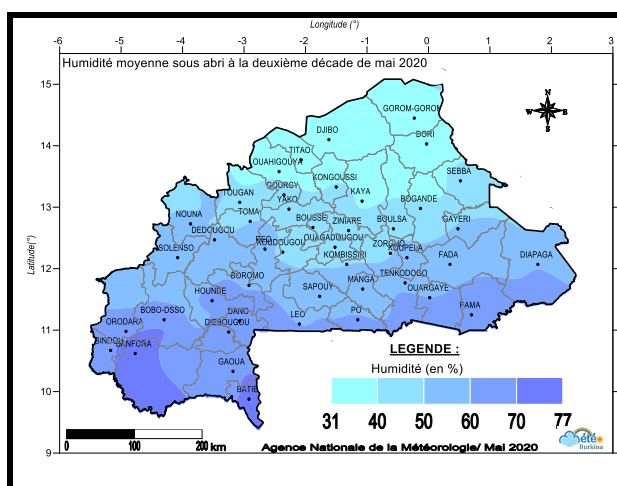 Longitude (°)
-6 -5 -4 -3 -2 -1 0 1 2 3
Humidité moyenne sous abri à la deuxième décade de mai 2020
15
GOROM-GOROM
N
W E
S
DJIBO
14
DORI
TITAO
OUAHIGOUYA
KONGOUSSI
SEBBA
GOURCY
TOUGAN
YAKO
KAYA
BOGANDE
13
NOUNA
TOMA
BOUSSE
ZINIARE
BOULSA
GAYERI
DEDOUGOU
REO
KOUDOUGOU
OUAGADOUGOU
ZORGHO
KOUPELA
SOLENSO
KOMBISSIRI
FADA
DIAPAGA
Latitude(°)
12
BOROMO
TENKODOGO
MANGA
HOUNDE
SAPOUY
OUARGAYE
BOBO-DSSO
DANO
LEO
PO
PAMA
ORODARA
DIEBOUGOU
11
SINDOU
BANFORA
LEGENDE :
GAOUA
Humidité (en %)
10
BATIE
31 40 50 60 70 77
0 100 200 km
Agence Nationale de la Météorologie/ Mai 2020
été
Burkina
9